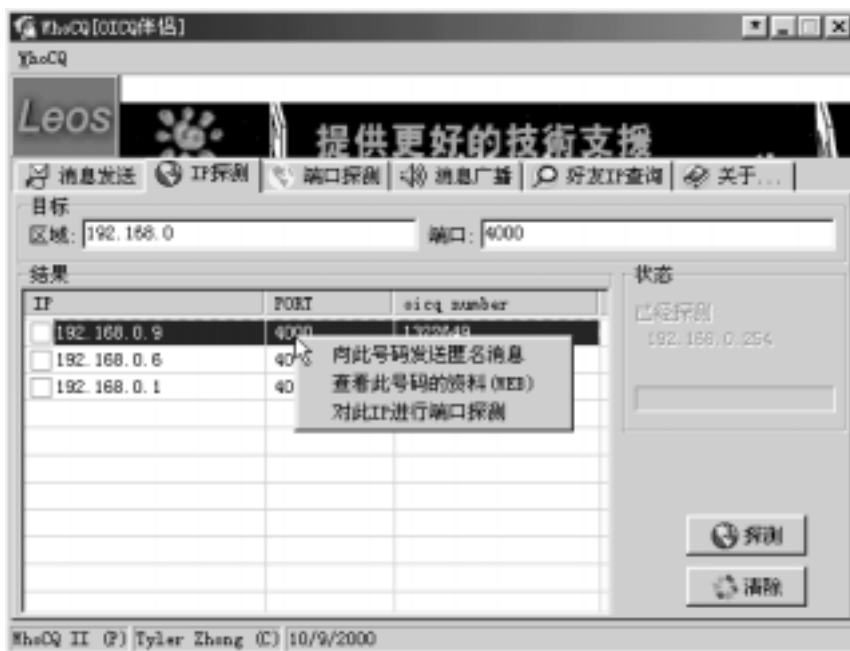 WhoCQ[OICQ伴侣]
WhoCQ
Leos
提供更好的技術支援
消息发送 IP探测 端口探测 消息广播 好友IP查询 关于...
目标
区域: 192.168.0 端口: 4000
结果 状态
IP PORT oicq number
192.168.0.9 4000
192.168.0.6 40
192.168.0.1 40
向此号码发送匿名消息
查看此号码的资料(WEB)
对此IP进行端口探测
已经探测
192.168.0.254
探测
清除
WhoCQ II (P) Tyler Zhong (C) 10/9/2000